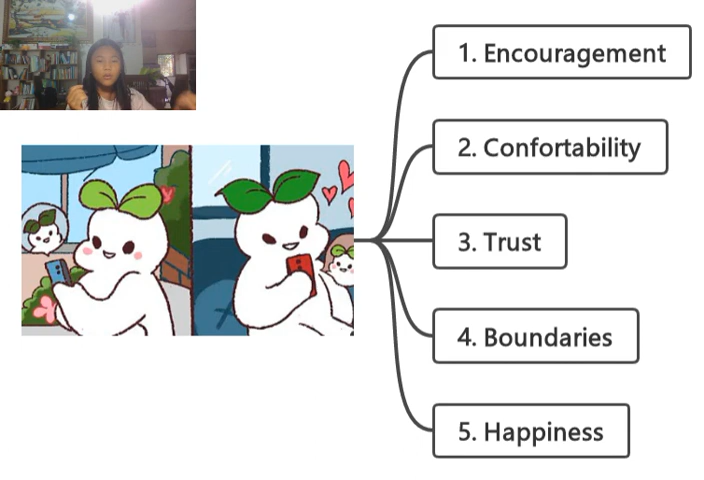 1. Encouragement
2. Confortability
3. Trust
4. Boundaries
5. Happiness